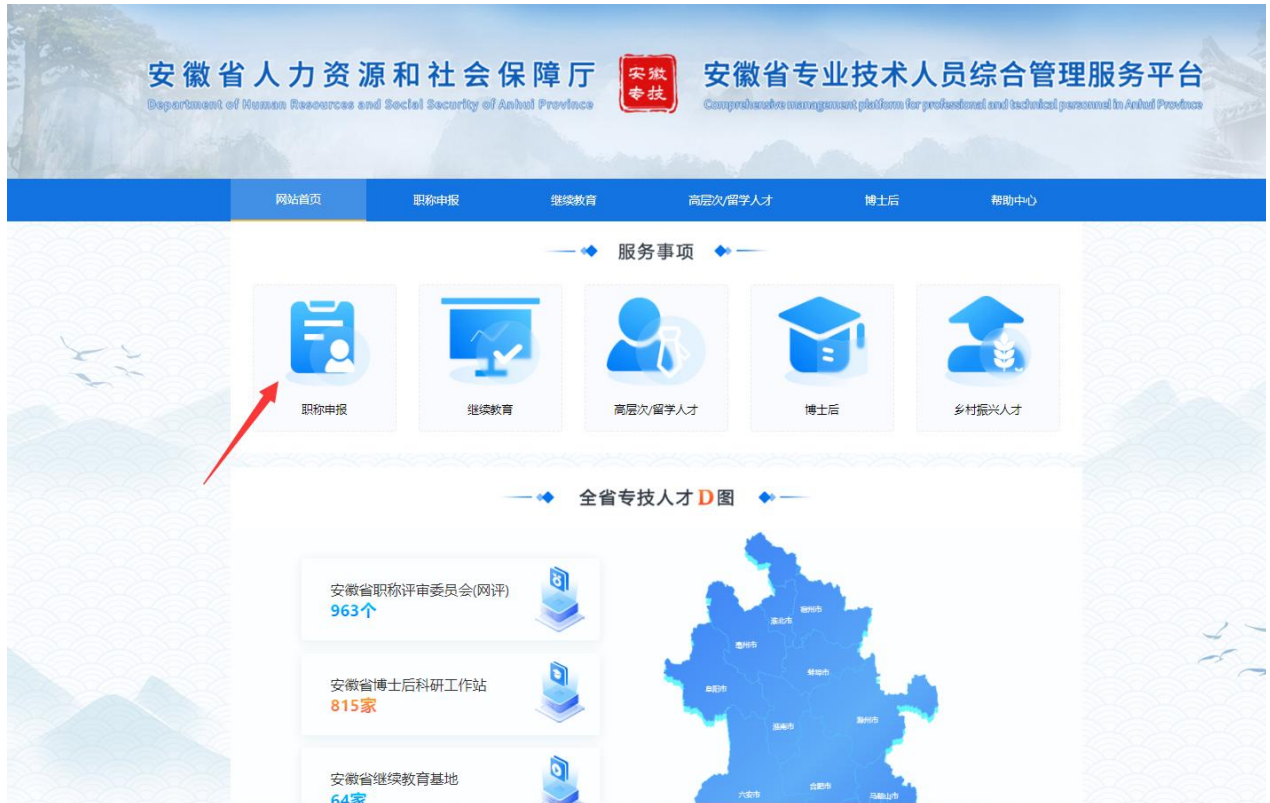 安徽省人力资源和社会保障厅
Department of Human Resources and Social Security of Anhui Province
安徽
专技
安徽省专业技术人员综合管理服务平台
Comprehensive management platform for professional and technical personnel in Anhui Province
网站首页 职称申报 继续教育 高层次/留学人才 博士后 帮助中心
服务事项
职称申报 继续教育 高层次/留学人才 博士后 乡村振兴人才
全省专技人才D图
安徽省职称评审委员会(网评)
963个
安徽省博士后科研工作站
815家
安徽省继续教育基地
64家
宿州市
淮北市
亳州市
蚌埠市
阜阳市
滁州市
淮南市
合肥市
六安市
马鞍山市